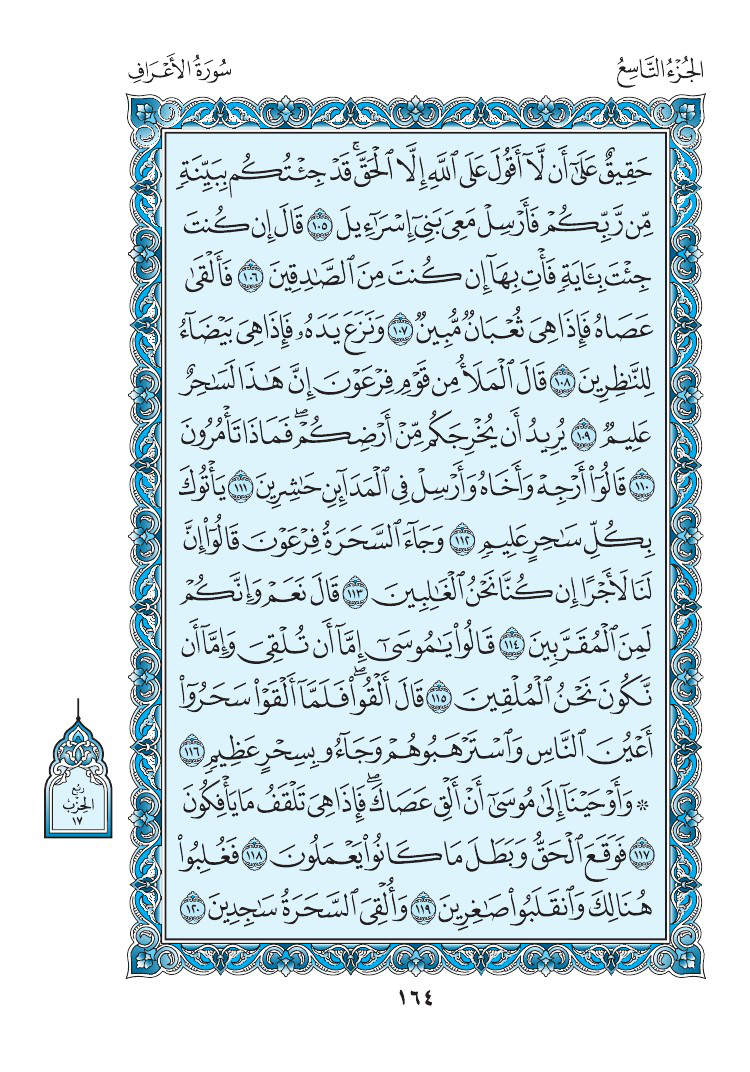 الجُزْءُ التَّاسِعُ
سُورَةُ الأَعْرَافِ
حَقِيقٌ عَلَىٰٓ أَن لَّآ أَقُولَ عَلَى ٱللَّهِ إِلَّا ٱلْحَقَّۚ قَدْ جِئْتُكُم بِبَيِّنَةٖ
مِّن رَّبِّكُمْ فَأَرْسِلْ مَعِيَ بَنِيٓ إِسْرَٰٓءِيلَ ١٠٥ قَالَ إِن كُنتَ
جِئْتَ بِـَٔايَةٖ فَأْتِ بِهَآ إِن كُنتَ مِنَ ٱلصَّٰدِقِينَ ١٠٦ فَأَلْقَىٰ
عَصَاهُ فَإِذَا هِيَ ثُعْبَانٞ مُّبِينٞ ١٠٧ وَنَزَعَ يَدَهُۥ فَإِذَا هِيَ بَيْضَآءُ
لِلنَّٰظِرِينَ ١٠٨ قَالَ ٱلْمَلَأُ مِن قَوْمِ فِرْعَوْنَ إِنَّ هَٰذَا لَسَٰحِرٌ
عَلِيمٞ ١٠٩ يُرِيدُ أَن يُخْرِجَكُم مِّنْ أَرْضِكُمْۖ فَمَاذَا تَأْمُرُونَ
١١٠ قَالُوٓاْ أَرْجِهْ وَأَخَاهُ وَأَرْسِلْ فِي ٱلْمَدَآئِنِ حَٰشِرِينَ ١١١ يَأْتُوكَ
بِكُلِّ سَٰحِرٍ عَلِيمٖ ١١٢ وَجَآءَ ٱلسَّحَرَةُ فِرْعَوْنَ قَالُوٓاْ إِنَّ
لَنَا لَأَجْرًا إِن كُنَّا نَحْنُ ٱلْغَٰلِبِينَ ١١٣ قَالَ نَعَمْ وَإِنَّكُمْ
لَمِنَ ٱلْمُقَرَّبِينَ ١١٤ قَالُواْ يَٰمُوسَىٰٓ إِمَّآ أَن تُلْقِيَ وَإِمَّآ أَن
نَّكُونَ نَحْنُ ٱلْمُلْقِينَ ١١٥ قَالَ أَلْقُواْۖ فَلَمَّآ أَلْقَوْاْ سَحَرُوٓاْ
أَعْيُنَ ٱلنَّاسِ وَٱسْتَرْهَبُوهُمْ وَجَآءُو بِسِحْرٍ عَظِيمٖ ١١٦
۞ وَأَوْحَيْنَآ إِلَىٰ مُوسَىٰٓ أَنْ أَلْقِ عَصَاكَۖ فَإِذَا هِيَ تَلْقَفُ مَا يَأْفِكُونَ
١١٧ فَوَقَعَ ٱلْحَقُّ وَبَطَلَ مَا كَانُواْ يَعْمَلُونَ ١١٨ فَغُلِبُواْ
هُنَالِكَ وَٱنقَلَبُواْ صَٰغِرِينَ ١١٩ وَأُلْقِيَ ٱلسَّحَرَةُ سَٰجِدِينَ ١٢٠
رُبْع
الحِزْب
١٧
١٦٤